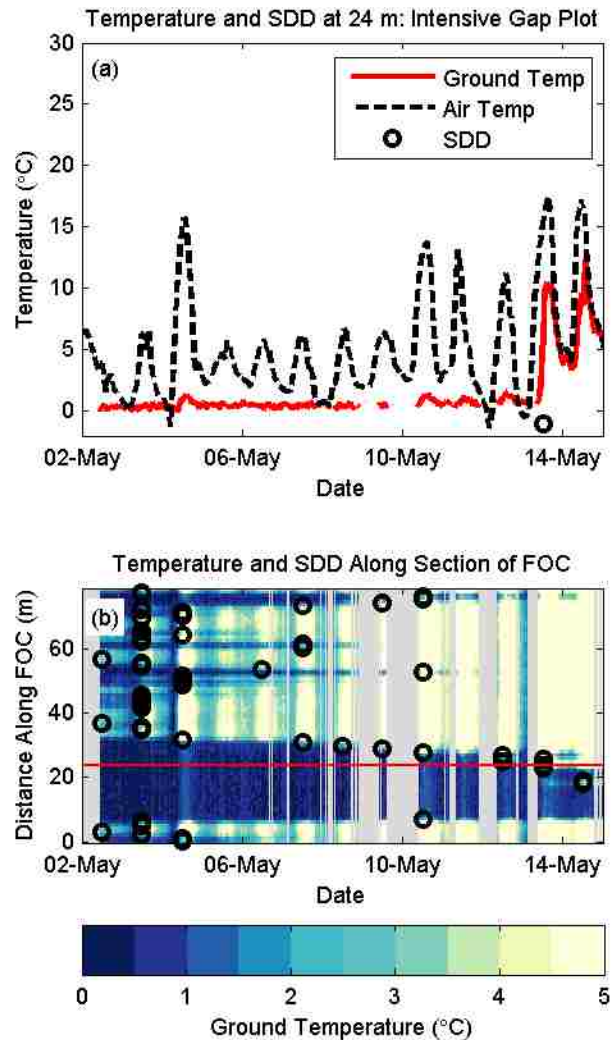 Temperature and SDD at 24 m: Intensive Gap Plot
30
25
20
15
10
5
0
Temperature (°C)
(a)
Ground Temp
Air Temp
SDD
02-May 06-May 10-May 14-May
Date
Temperature and SDD Along Section of FOC
(b)
60
40
20
0
Distance Along FOC (m)
02-May 06-May 10-May 14-May
Date
0 1 2 3 4 5
Ground Temperature (°C)